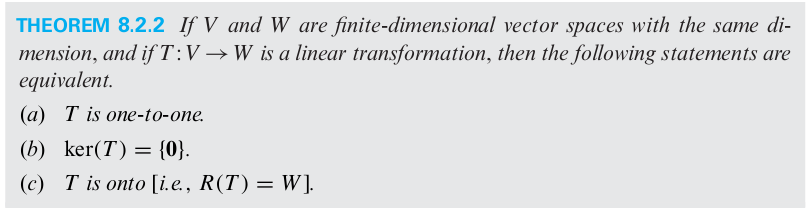 THEOREM 8.2.2 If V and W are finite-dimensional vector spaces with the same di-
mension, and if T : V → W is a linear transformation, then the following statements are
equivalent.
(a) T is one-to-one.
(b) ker(T) = {0}.
(c) T is onto [i.e., R(T) = W].